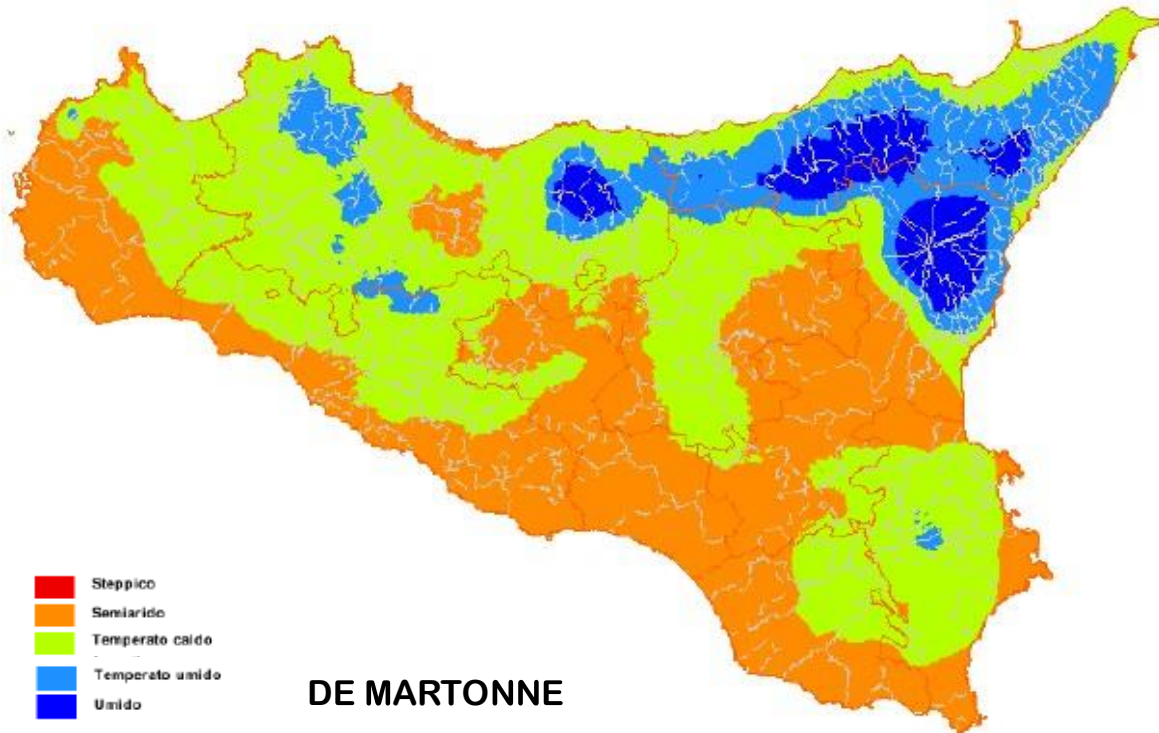 Steppico
Semiarido
Temperato caldo
Temperato umido
Umido
DE MARTONNE